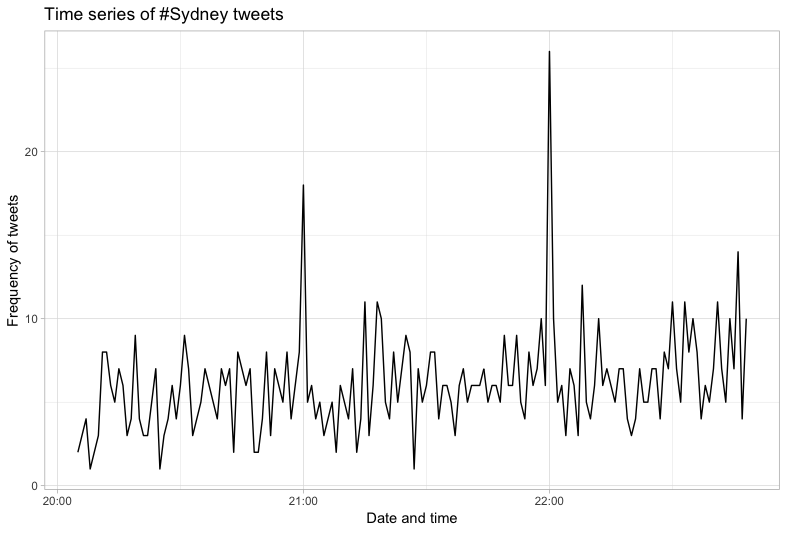 Time series of #Sydney tweets
Frequency of tweets
20
10
0
20:00
21:00
22:00
Date and time